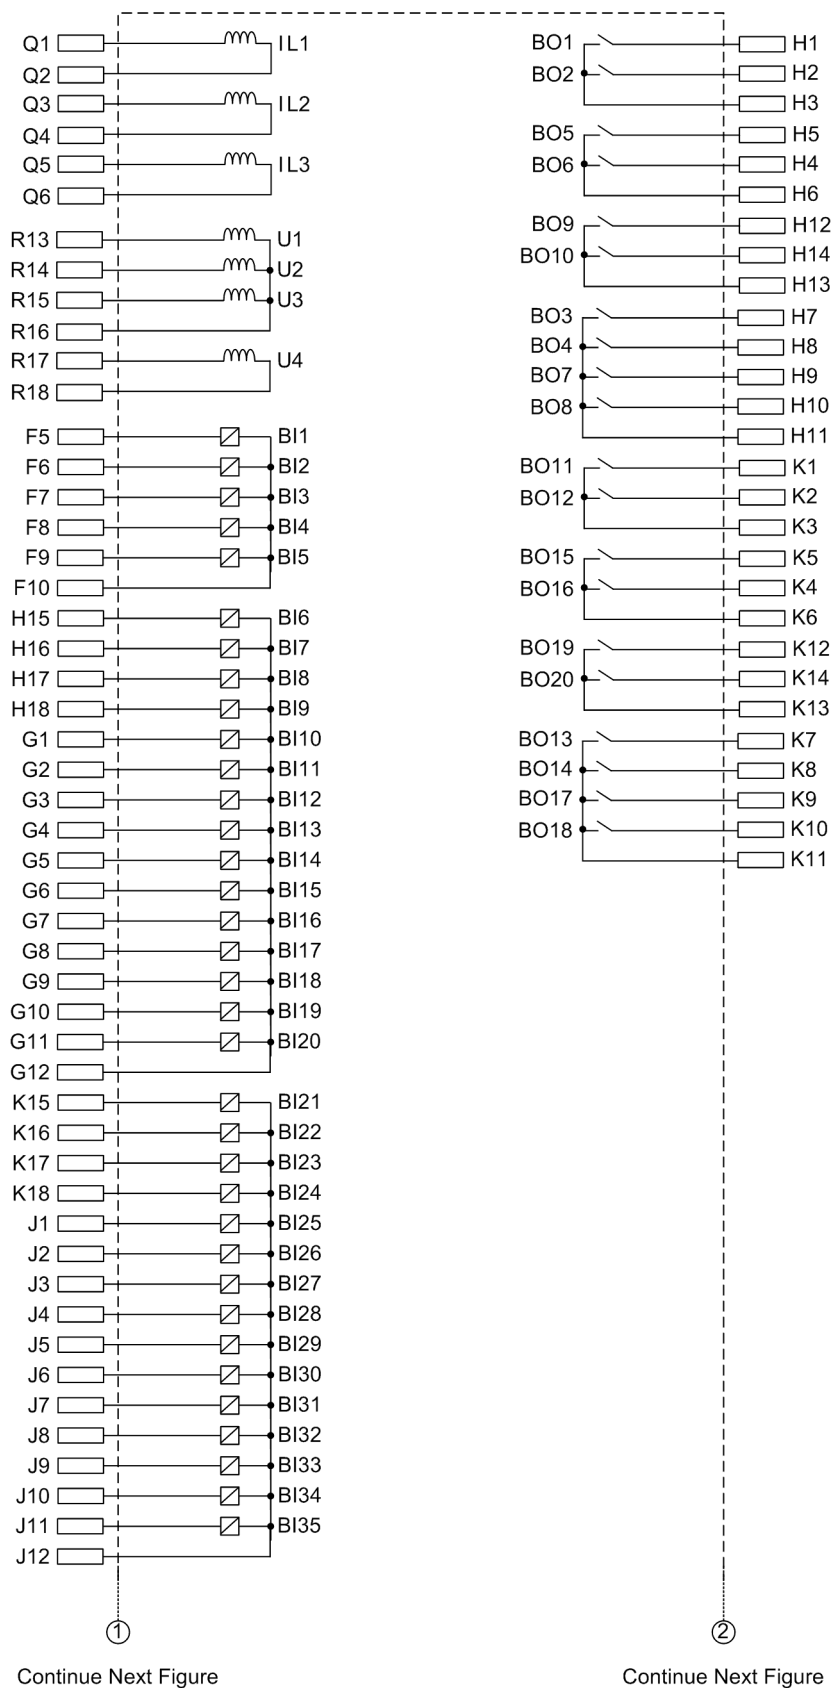 Q1 IL1
Q2
Q3 IL2
Q4
Q5 IL3
Q6
R13 U1
R14 U2
R15 U3
R16
R17 U4
R18
F5 BI1
F6 BI2
F7 BI3
F8 BI4
F9 BI5
F10
H15 BI6
H16 BI7
H17 BI8
H18 BI9
G1 BI10
G2 BI11
G3 BI12
G4 BI13
G5 BI14
G6 BI15
G7 BI16
G8 BI17
G9 BI18
G10 BI19
G11 BI20
G12
K15 BI21
K16 BI22
K17 BI23
K18 BI24
J1 BI25
J2 BI26
J3 BI27
J4 BI28
J5 BI29
J6 BI30
J7 BI31
J8 BI32
J9 BI33
J10 BI34
J11 BI35
J12
1
Continue Next Figure
BO1 H1
BO2 H2
H3
BO5 H5
BO6 H4
H6
BO9 H12
BO10 H14
H13
BO3 H7
BO4 H8
BO7 H9
BO8 H10
H11
BO11 K1
BO12 K2
K3
BO15 K5
BO16 K4
K6
BO19 K12
BO20 K14
K13
BO13 K7
BO14 K8
BO17 K9
BO18 K10
K11
2
Continue Next Figure